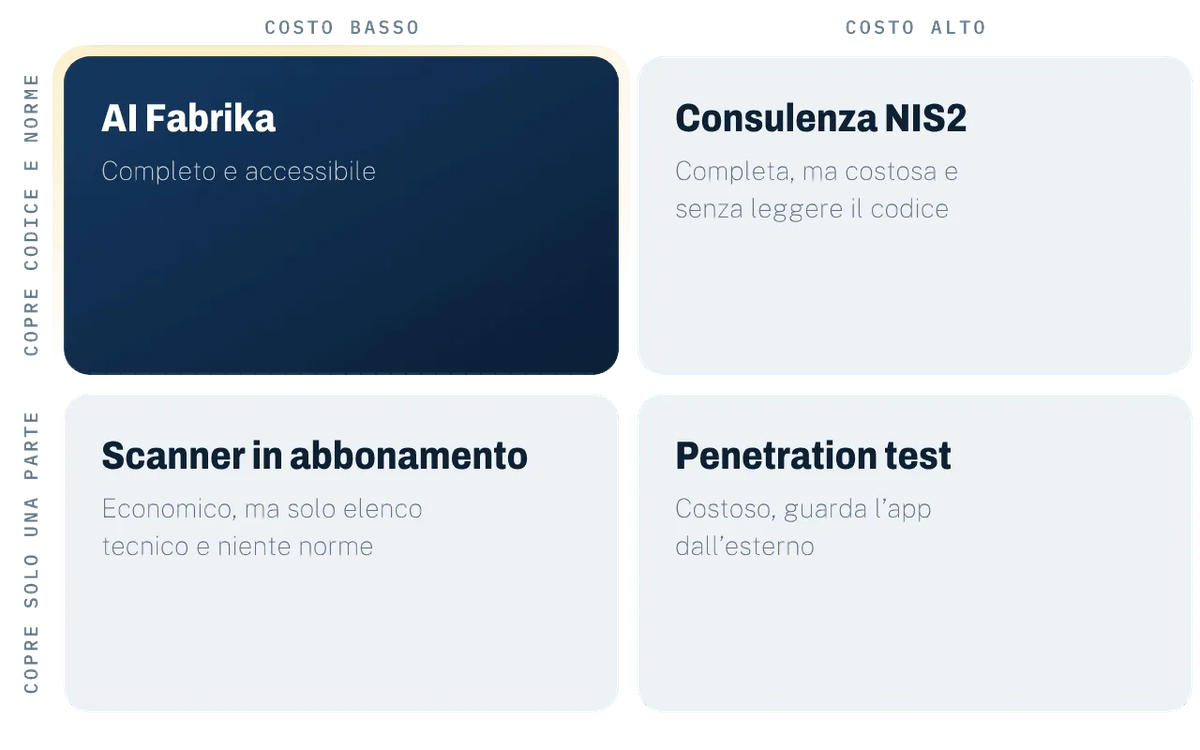 COSTO BASSO
COSTO ALTO
COPRE CODICE E NORME
AI Fabrika
Completo e accessibile
Consulenza NIS2
Completa, ma costosa e
senza leggere il codice
COPRE SOLO UNA PARTE
Scanner in abbonamento
Economico, ma solo elenco
tecnico e niente norme
Penetration test
Costoso, guarda l’app
dall’esterno